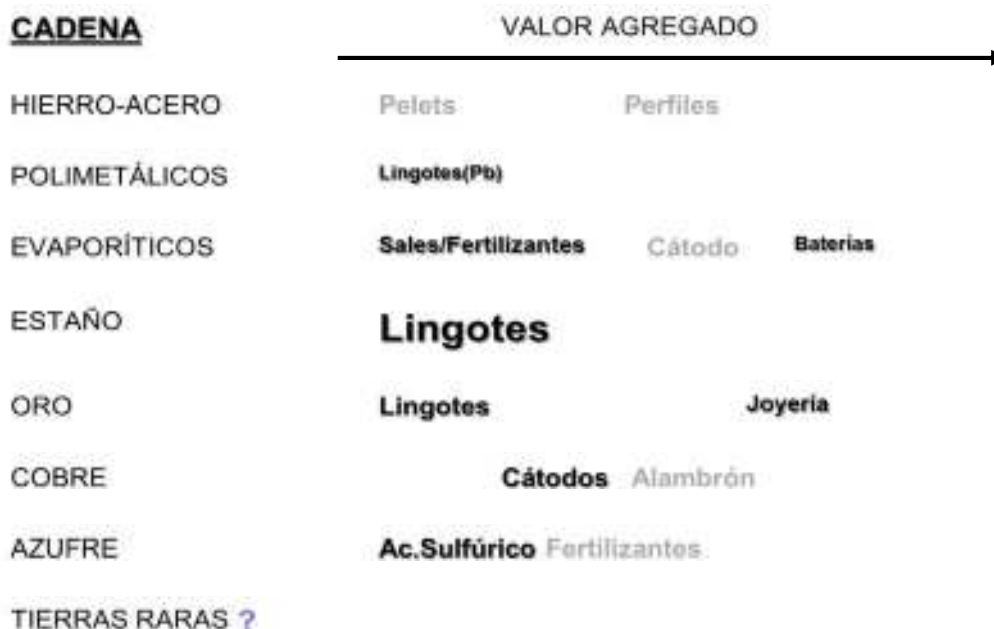 CADENA VALOR AGREGADO
HIERRO-ACERO Pelets Perfiles
POLIMETÁLICOS Lingotes(Pb)
EVAPORÍTICOS Sales/Fertilizantes Cátodo Baterías
ESTAÑO Lingotes
ORO Lingotes Joyería
COBRE Cátodos Alambrón
AZUFRE Ac.Sulfúrico Fertilizantes
TIERRAS RARAS ?